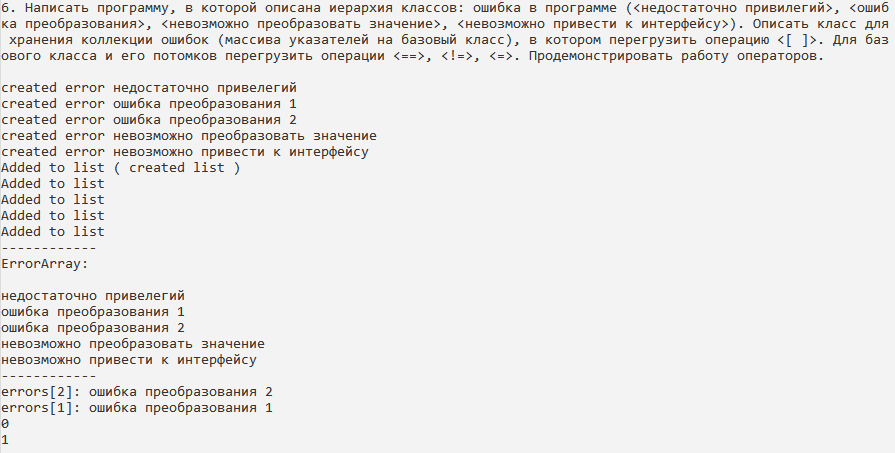 6. Написать программу, в которой описана иерархия классов: ошибка в программе (<недостаточно привилегий>, <ошиб
ка преобразования>, <невозможно преобразовать значение>, <невозможно привести к интерфейсу>). Описать класс для
хранения коллекции ошибок (массива указателей на базовый класс), в котором перегрузить операцию <[ ]>. Для баз
ового класса и его потомков перегрузить операции <==>, <!=>, <=>. Продемонстрировать работу операторов.
created error недостаточно привелегий
created error ошибка преобразования 1
created error ошибка преобразования 2
created error невозможно преобразовать значение
created error невозможно привести к интерфейсу
Added to list ( created list )
Added to list
Added to list
Added to list
Added to list
------------
ErrorArray:
недостаточно привелегий
ошибка преобразования 1
ошибка преобразования 2
невозможно преобразовать значение
невозможно привести к интерфейсу
------------
errors[2]: ошибка преобразования 2
errors[1]: ошибка преобразования 1
0
1